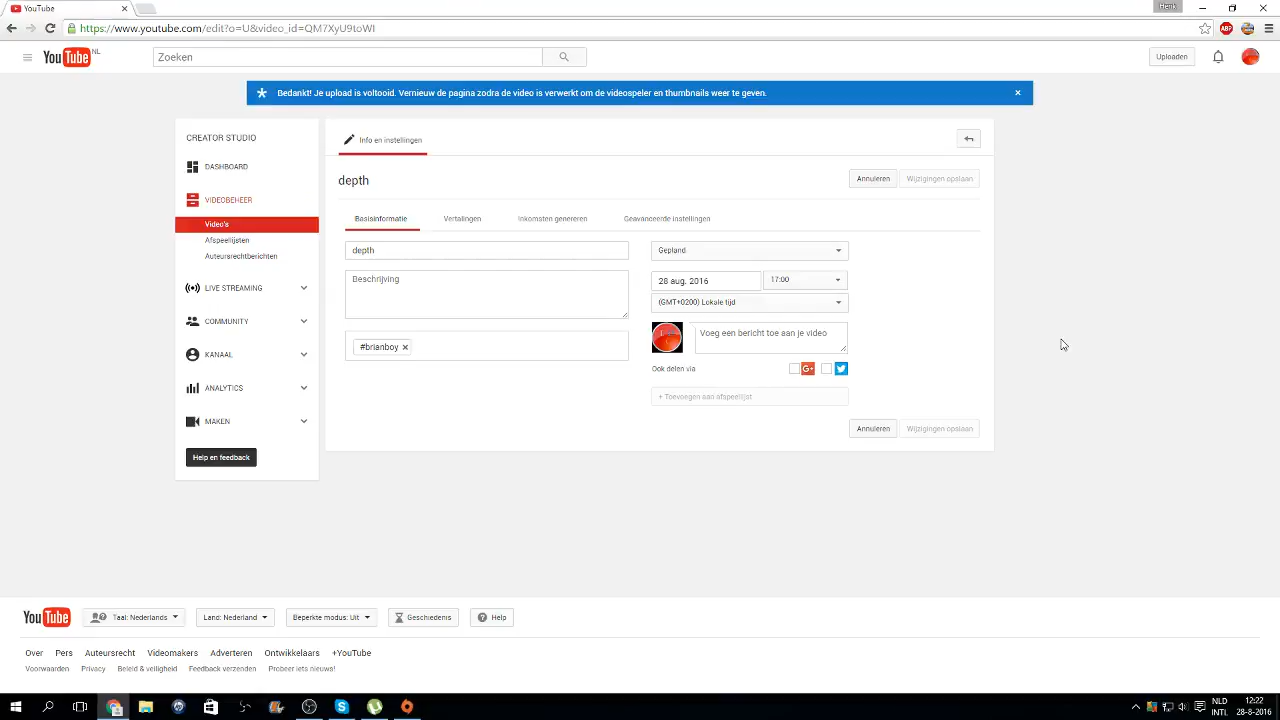 YouTube
Henk
https://www.youtube.com/edit?o=U&video_id=QM7XyU9toWI
ABP
YouTube NL
Zoeken
Uploaden
Bedankt! Je upload is voltooid. Vernieuw de pagina zodra de video is verwerkt om de videospeler en thumbnails weer te geven.
CREATOR STUDIO
DASHBOARD
VIDEOBEHEER
Video's
Afspeellijsten
Auteursrechtberichten
LIVE STREAMING
COMMUNITY
KANAAL
ANALYTICS
MAKEN
Help en feedback
Info en instellingen
depth
Annuleren
Wijzigingen opslaan
Basisinformatie
Vertalingen
Inkomsten genereren
Geavanceerde instellingen
depth
Beschrijving
#brianboy
Gepland
28 aug. 2016
17:00
(GMT+0200) Lokale tijd
Voeg een bericht toe aan je video
Ook delen via
G+
+ Toevoegen aan afspeellijst
Annuleren
Wijzigingen opslaan
YouTube
Taal: Nederlands
Land: Nederland
Beperkte modus: Uit
Geschiedenis
Help
Over Pers Auteursrecht Videomakers Adverteren Ontwikkelaars +YouTube
Voorwaarden Privacy Beleid & veiligheid Feedback verzenden Probeer iets nieuws!
NLD
INTL
12:22
28-8-2016